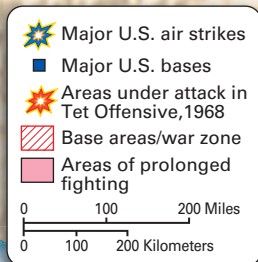 Major U.S. air strikes
Major U.S. bases
Areas under attack in
Tet Offensive,1968
Base areas/war zone
Areas of prolonged
fighting
0 100 200 Miles
0 100 200 Kilometers